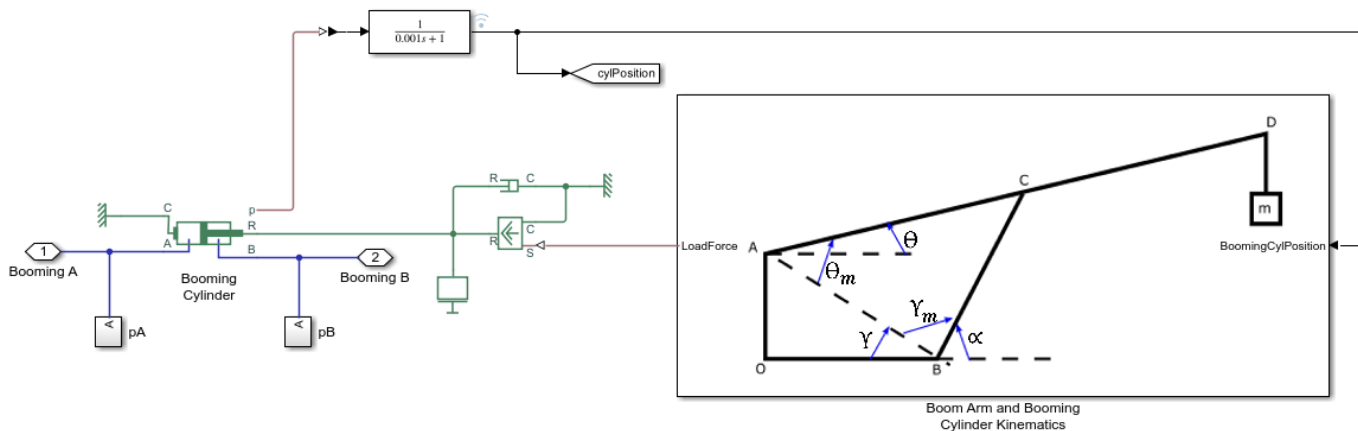 1
0.001s + 1
cylPosition
D
R
C
C
m
C
p
R
C
R
S
LoadForce
A
θ
BoomingCylPosition
1
Booming A
A
B
2
Booming B
Booming
Cylinder
θm
A
pA
A
pB
γ
γm
α
O
B
Boom Arm and Booming
Cylinder Kinematics